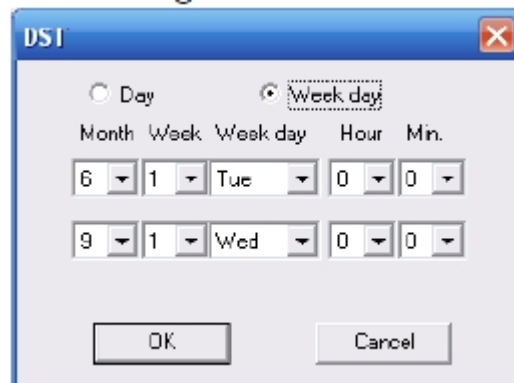 DST
Day Week day
Month Week Week day Hour Min.
6 1 Tue 0 0
9 1 Wed 0 0
OK Cancel